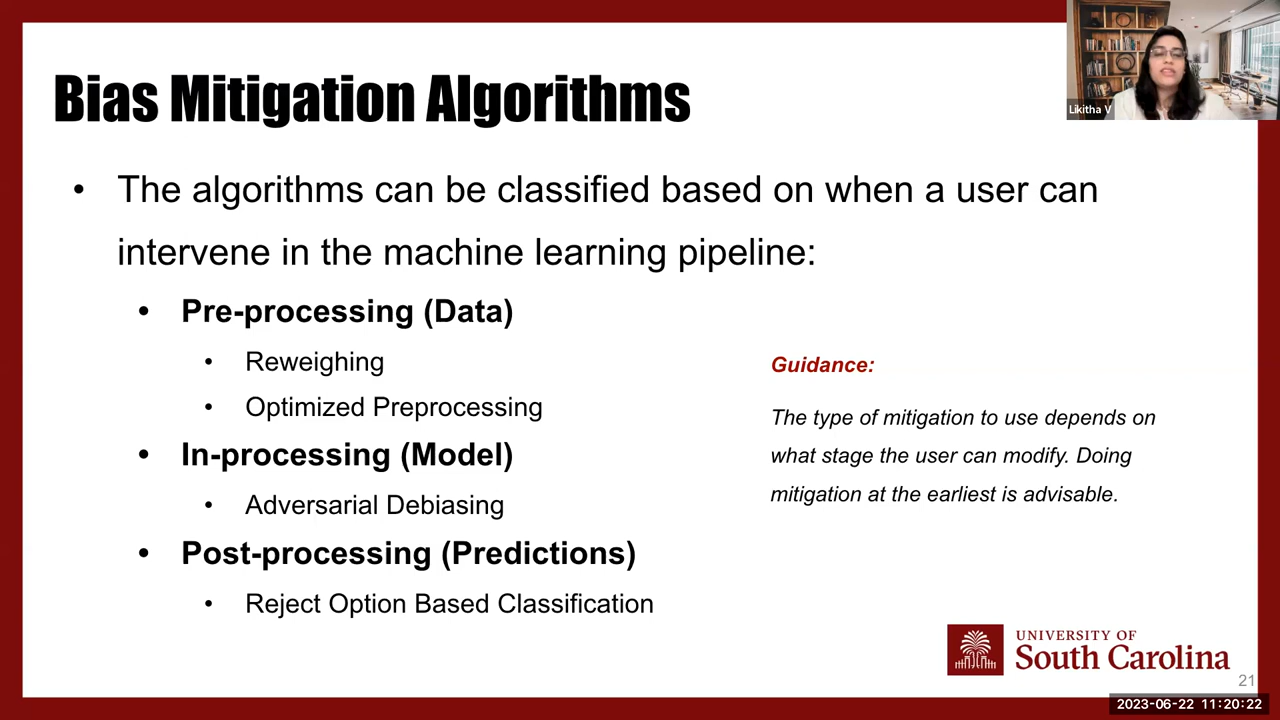 Bias Mitigation Algorithms
Likitha V
• The algorithms can be classified based on when a user can
intervene in the machine learning pipeline:
• Pre-processing (Data)
• Reweighing
• Optimized Preprocessing
• In-processing (Model)
• Adversarial Debiasing
• Post-processing (Predictions)
• Reject Option Based Classification
Guidance:
The type of mitigation to use depends on
what stage the user can modify. Doing
mitigation at the earliest is advisable.
UNIVERSITY OF
South Carolina
21
2023-06-22 11:20:22